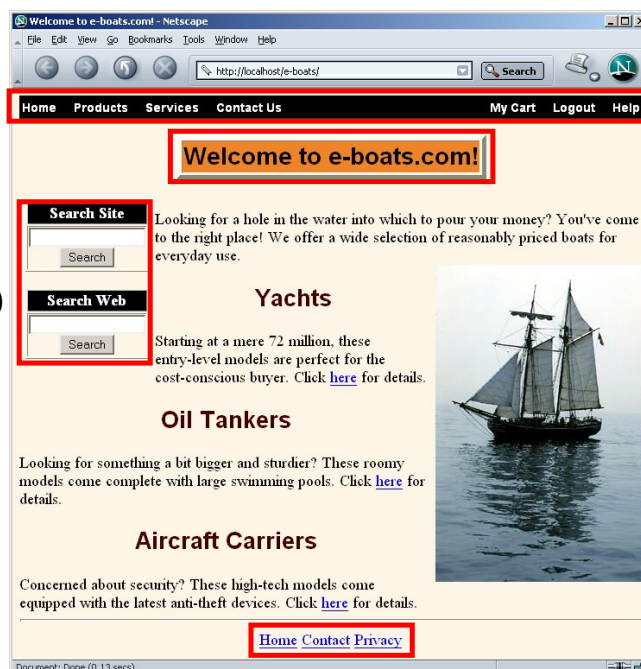 Welcome to e-boats.com! - Netscape
File Edit View Go Bookmarks Tools Window Help
http://localhost/e-boats/ Search N
Home Products Services Contact Us My Cart Logout Help
Welcome to e-boats.com!
Search Site
Search
Search Web
Search
Looking for a hole in the water into which to pour your money? You've come
to the right place! We offer a wide selection of reasonably priced boats for
everyday use.
Yachts
Starting at a mere 72 million, these
entry-level models are perfect for the
cost-conscious buyer. Click here for details.
Oil Tankers
Looking for something a bit bigger and sturdier? These roomy
models come complete with large swimming pools. Click here for
details.
Aircraft Carriers
Concerned about security? These high-tech models come
equipped with the latest anti-theft devices. Click here for details.
Home Contact Privacy
Document: Done (0.13 secs)